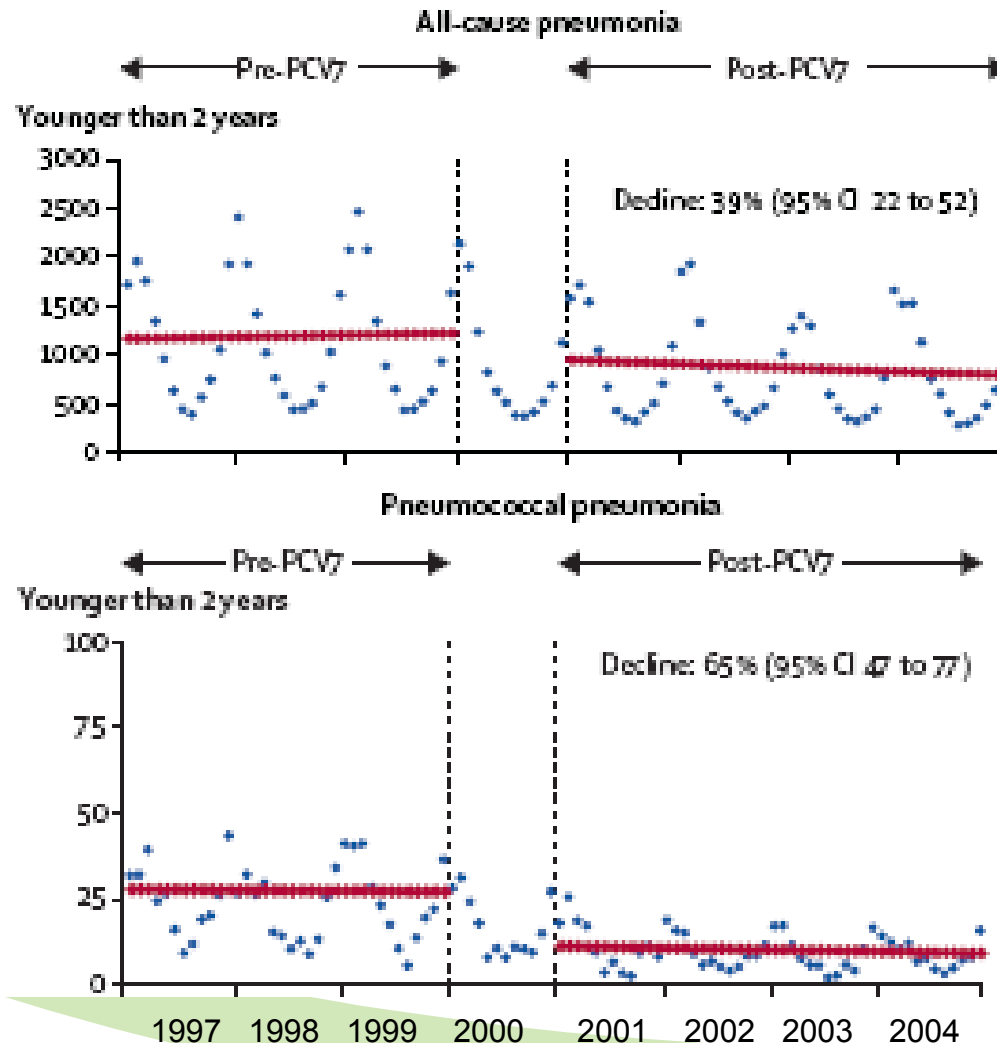 All-cause pneumonia
Pre-PCV7 Post-PCV7
Younger than 2 years
3000
Decline: 39% (95% CI 22 to 52)
2500
2000
1500
1000
500
0
Pneumococcal pneumonia
Pre-PCV7 Post-PCV7
Younger than 2 years
100
Decline: 65% (95% CI 47 to 77)
75
50
25
0
1997 1998 1999 2000 2001 2002 2003 2004